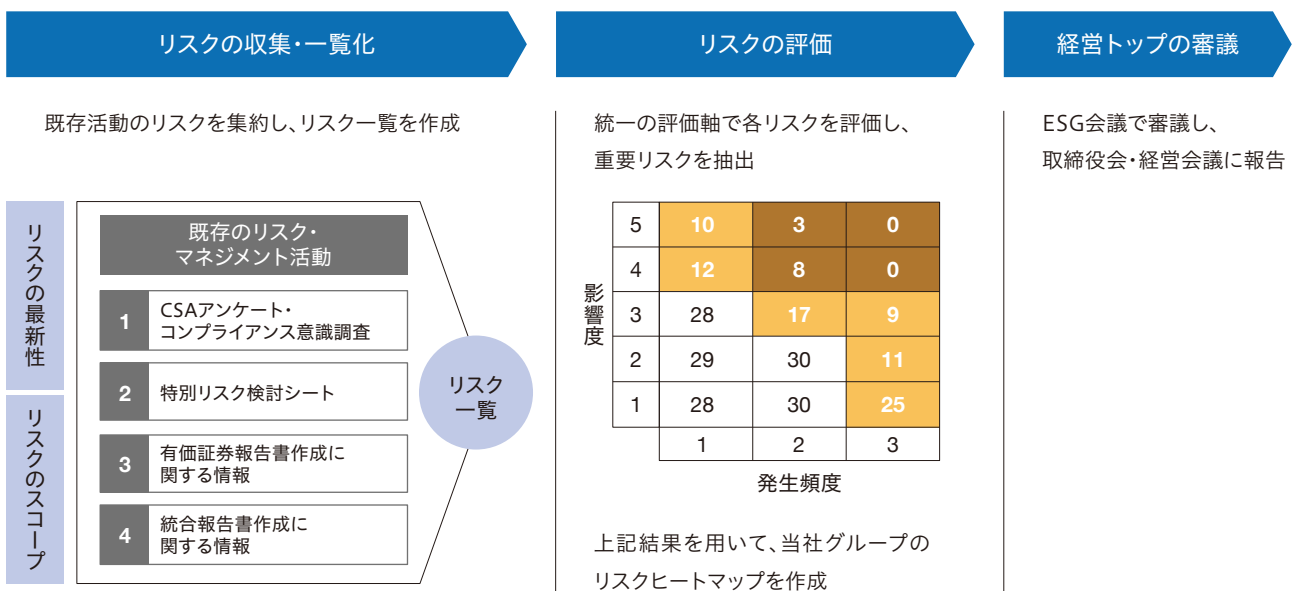 リスクの収集・一覧化
既存活動のリスクを集約し、リスク一覧を作成
リスクの最新性
リスクのスコープ
既存のリスク・
マネジメント活動
1
CSAアンケート・
コンプライアンス意識調査
2
特別リスク検討シート
3
有価証券報告書作成に
関する情報
4
統合報告書作成に
関する情報
リスク
一覧
リスクの評価
統一の評価軸で各リスクを評価し、
重要リスクを抽出
影響度
5 10 3 0
4 12 8 0
3 28 17 9
2 29 30 11
1 28 30 25
1 2 3
発生頻度
上記結果を用いて、当社グループの
リスクヒートマップを作成
経営トップの審議
ESG会議で審議し、
取締役会・経営会議に報告